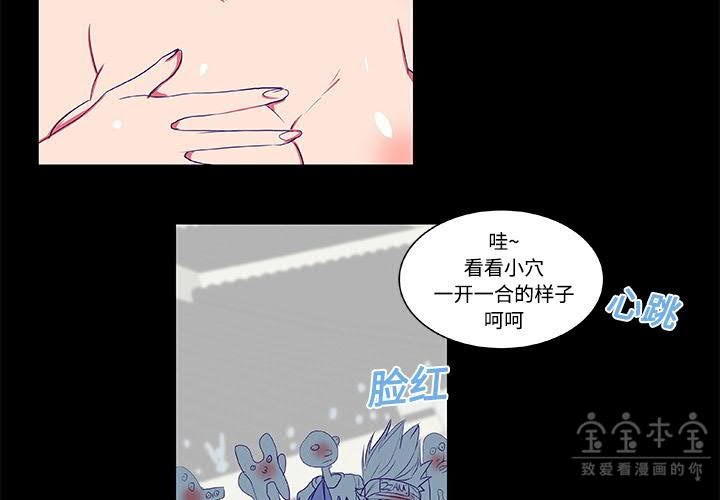 哇~
看看小穴
一开一合的样子
呵呵
心跳
脸红
宝宝本宝
致爱看漫画的你